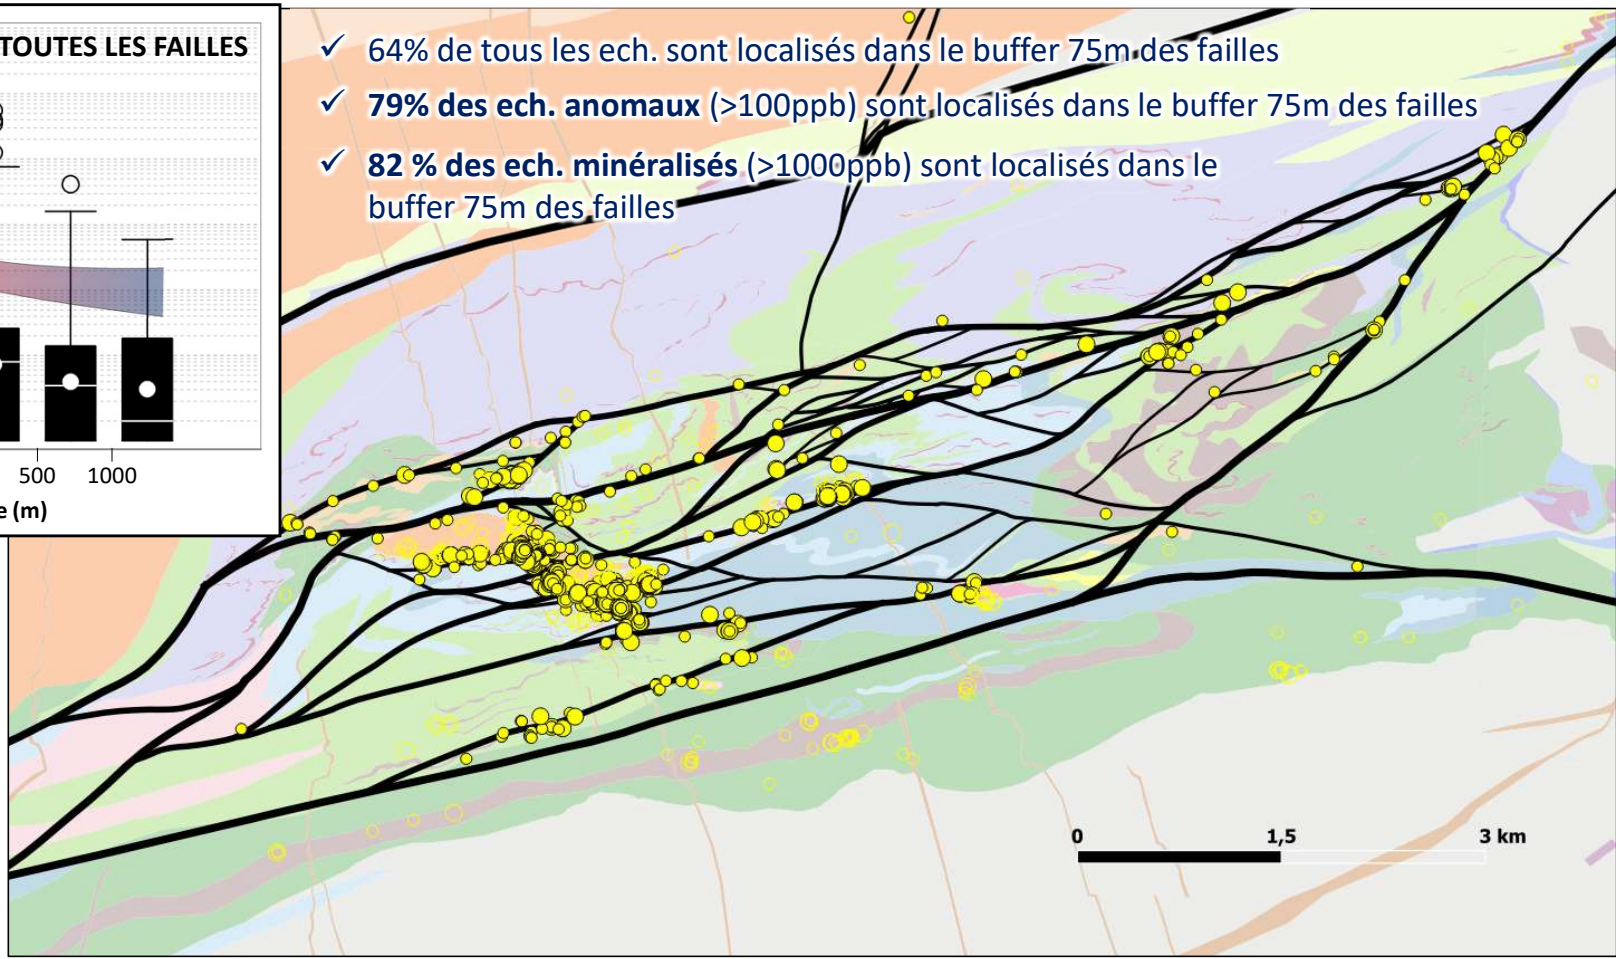 TOUTES LES FAILLES
500 1000
e (m)
✓ 64% de tous les ech. sont localisés dans le buffer 75m des failles
✓ 79% des ech. anomaux (>100ppb) sont localisés dans le buffer 75m des failles
✓ 82 % des ech. minéralisés (>1000ppb) sont localisés dans le
buffer 75m des failles
0 1,5 3 km